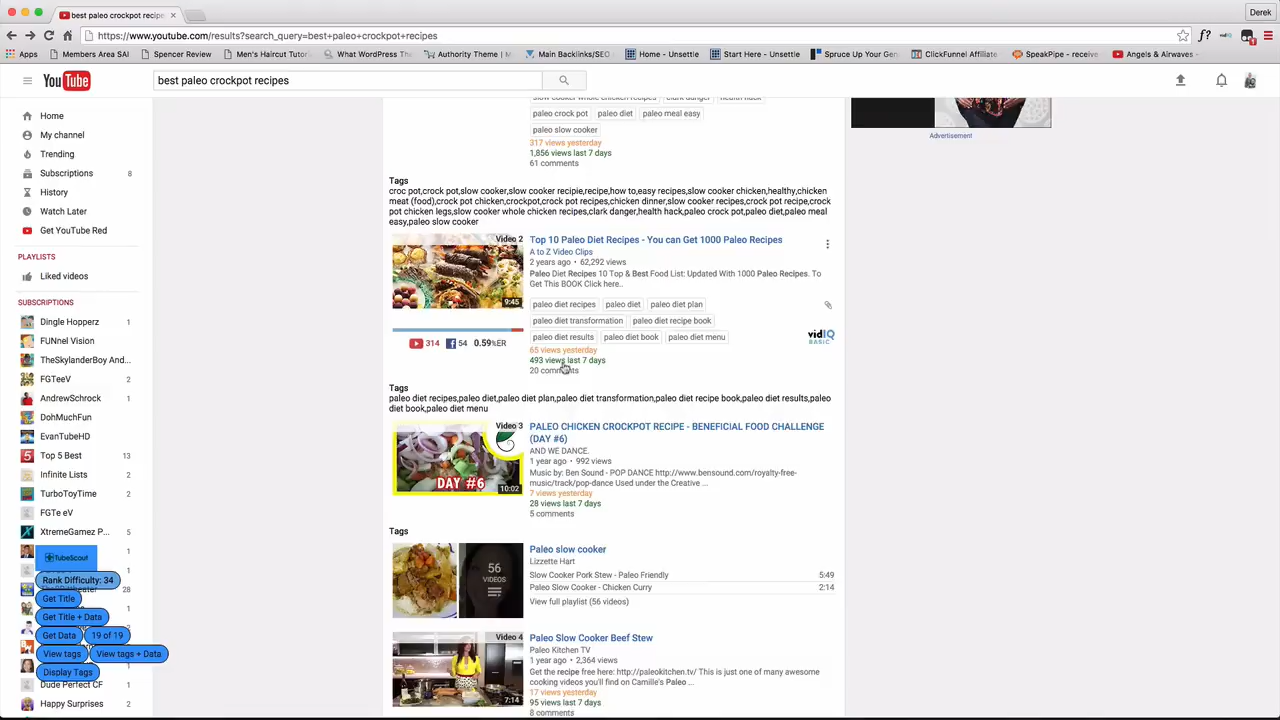 best paleo crockpot recipe
Derek
https://www.youtube.com/results?search_query=best+paleo+crockpot+recipes
Apps
Members Area SAI
Spencer Review
Men's Haircut Tutor
What WordPress Th
Authority Theme | M
Main Backlinks/SEO
Home - Unsettle
Start Here - Unsettle
Spruce Up Your Gen
ClickFunnel Affiliate
SpeakPipe - receive
Angels & Airwaves -
YouTube
best paleo crockpot recipes
Home
My channel
Trending
Subscriptions 8
History
Watch Later
Get YouTube Red
PLAYLISTS
Liked videos
SUBSCRIPTIONS
Dingle Hopperz 1
FUNnel Vision
TheSkylanderBoy And...
FGTeeV 2
AndrewSchrock 2
DohMuchFun
EvanTubeHD
Top 5 Best 13
Infinite Lists 2
TurboToyTime 2
FGTe eV
XtremeGamez P... 5
TubeScout 1
Rank Difficulty: 34
28
Get Title
Get Title + Data
Get Data 19 of 19
View tags View tags + Data
Display Tags
Dude Perfect CF 1
Happy Surprises 2
slow cooker whole chicken recipes clark danger health hack
paleo crock pot paleo diet paleo meal easy
paleo slow cooker
317 views yesterday
1,856 views last 7 days
61 comments
Tags
croc pot,crock pot,slow cooker,slow cooker recipie,recipe,how to,easy recipes,slow cooker chicken,healthy,chicken
meat (food),crock pot chicken,crockpot,crock pot recipes,chicken dinner,slow cooker recipes,crock pot recipe,crock
pot chicken legs,slow cooker whole chicken recipes,clark danger,health hack,paleo crock pot,paleo diet,paleo meal
easy,paleo slow cooker
Video 2
9:45
Top 10 Paleo Diet Recipes - You can Get 1000 Paleo Recipes
A to Z Video Clips
2 years ago • 62,292 views
Paleo Diet Recipes 10 Top & Best Food List: Updated With 1000 Paleo Recipes. To
Get This BOOK Click here..
paleo diet recipes paleo diet paleo diet plan
paleo diet transformation paleo diet recipe book
paleo diet results paleo diet book paleo diet menu
vidIQ
BASIC
314 54 0.59%ER
65 views yesterday
493 views last 7 days
20 comments
Tags
paleo diet recipes,paleo diet,paleo diet plan,paleo diet transformation,paleo diet recipe book,paleo diet results,paleo
diet book,paleo diet menu
Video 3
DAY #6
10:02
PALEO CHICKEN CROCKPOT RECIPE - BENEFICIAL FOOD CHALLENGE
(DAY #6)
AND WE DANCE.
1 year ago • 992 views
Music by: Ben Sound - POP DANCE http://www.bensound.com/royalty-free-
music/track/pop-dance Used under the Creative ...
7 views yesterday
28 views last 7 days
5 comments
Tags
56
VIDEOS
Paleo slow cooker
Lizzette Hart
Slow Cooker Pork Stew - Paleo Friendly 5:49
Paleo Slow Cooker - Chicken Curry 2:14
View full playlist (56 videos)
Video 4
7:14
Paleo Slow Cooker Beef Stew
Paleo Kitchen TV
1 year ago • 2,364 views
Get the recipe free here: http://paleokitchen.tv/ This is just one of many awesome
cooking videos you'll find on Camille's Paleo ...
17 views yesterday
95 views last 7 days
8 comments
Advertisement